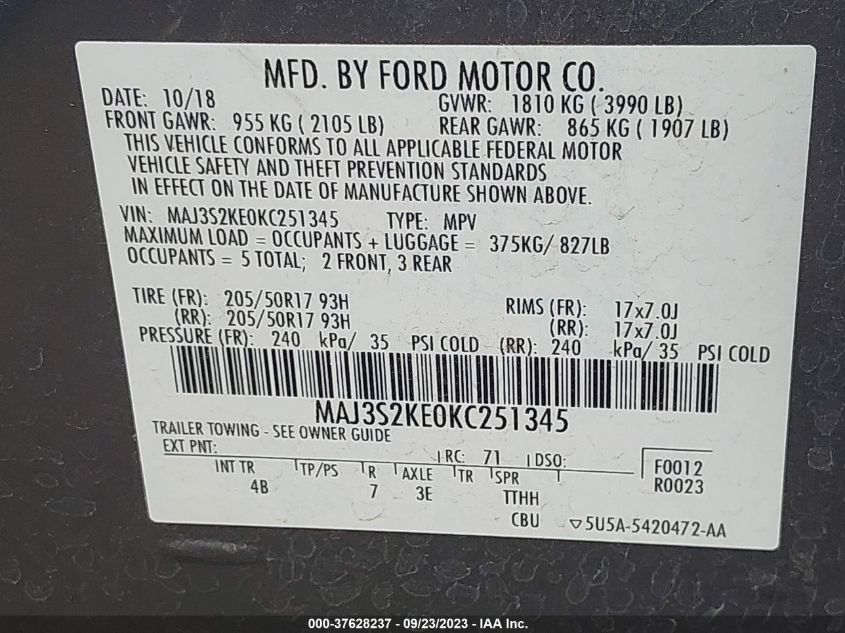 MFD. BY FORD MOTOR CO.
DATE: 10/18 GVWR: 1810 KG ( 3990 LB)
FRONT GAWR: 955 KG ( 2105 LB) REAR GAWR: 865 KG ( 1907 LB)
THIS VEHICLE CONFORMS TO ALL APPLICABLE FEDERAL MOTOR
VEHICLE SAFETY AND THEFT PREVENTION STANDARDS
IN EFFECT ON THE DATE OF MANUFACTURE SHOWN ABOVE.
VIN: MAJ3S2KE0KC251345 TYPE: MPV
MAXIMUM LOAD = OCCUPANTS + LUGGAGE = 375KG/ 827LB
OCCUPANTS = 5 TOTAL; 2 FRONT, 3 REAR
TIRE (FR): 205/50R17 93H RIMS (FR): 17x7.0J
(RR): 205/50R17 93H (RR): 17x7.0J
PRESSURE (FR): 240 kPa/ 35 PSI COLD (RR): 240 kPa/ 35 PSI COLD
MAJ3S2KE0KC251345
TRAILER TOWING - SEE OWNER GUIDE
EXT PNT: RC: 71 DSO: F0012
INT TR TP/PS R AXLE TR SPR R0023
4B 7 3E TTHH
CBU ▽5U5A-5420472-AA
000-37628237 - 09/23/2023 - IAA Inc.